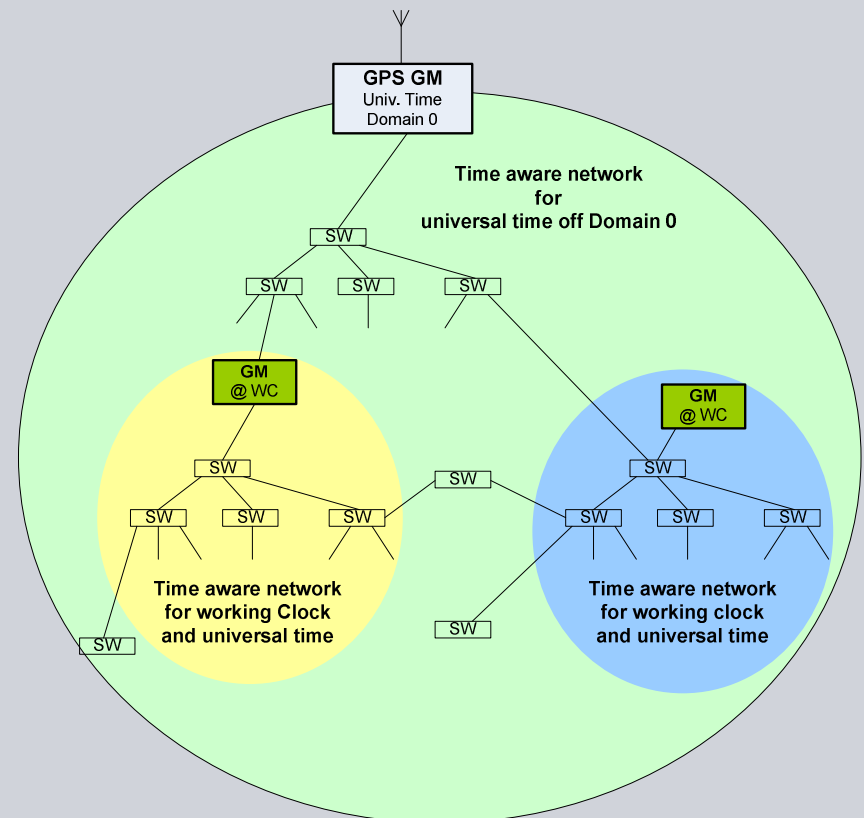 GPS GM
Univ. Time
Domain 0
Time aware network
for
universal time off Domain 0
SW
SW
SW
SW
GM
@ WC
GM
@ WC
SW
SW
SW
SW
SW
SW
SW
SW
SW
Time aware network
for working Clock
and universal time
Time aware network
for working clock
and universal time
SW
SW